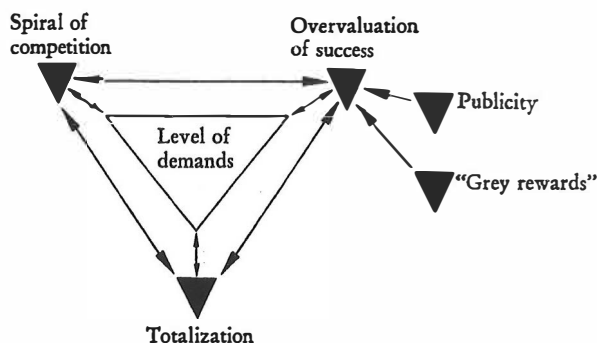 Spiral of
competition
Overvaluation
of success
Publicity
Level of
demands
"Grey rewards"
Totalization